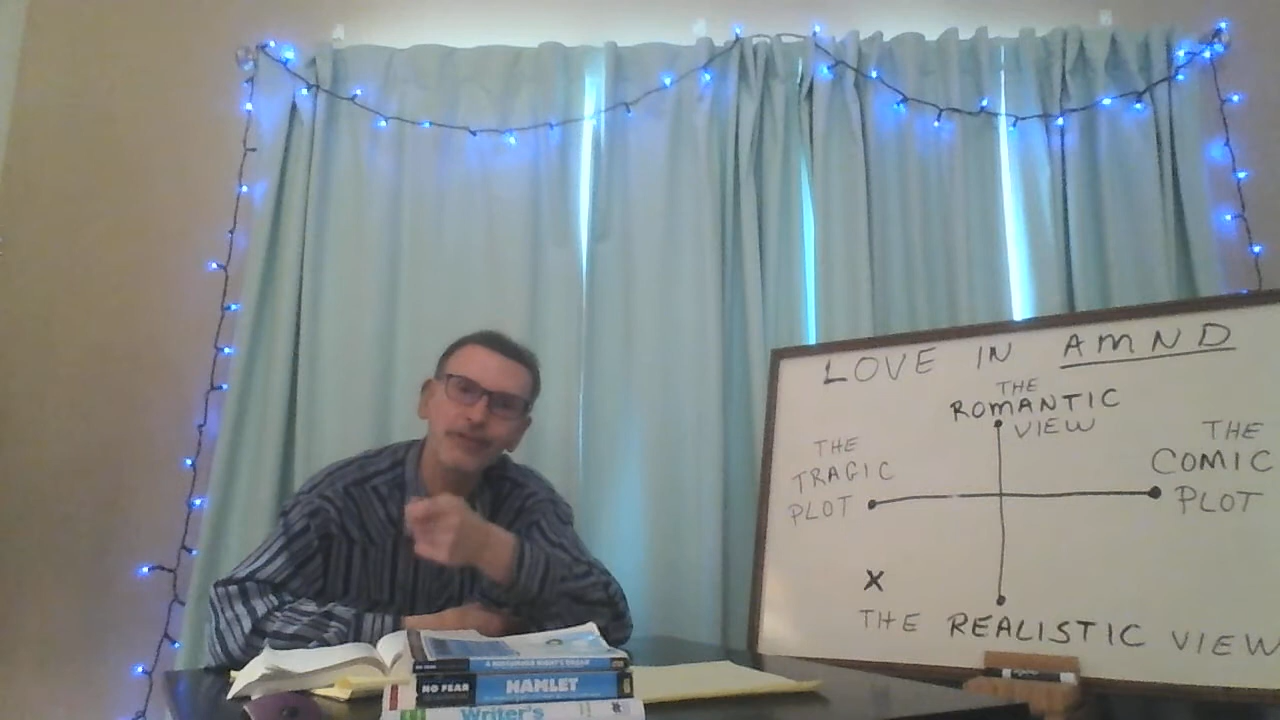 LOVE IN AMND
THE
ROMANTIC
VIEW
THE
TRAGIC
PLOT
THE
COMIC
PLOT
X
THE REALISTIC VIEW
A MIDSUMMER NIGHT'S DREAM
NO FEAR HAMLET
Writer's